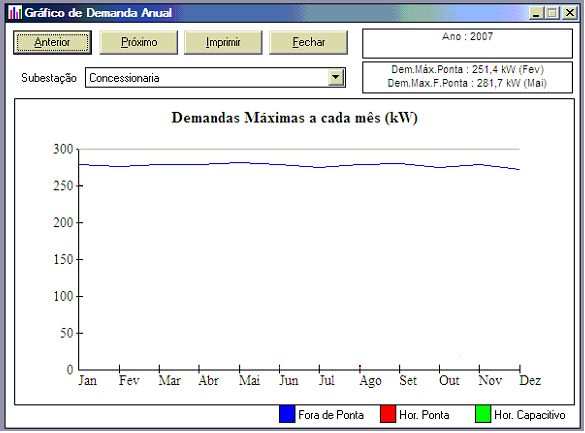 Gráfico de Demanda Anual
Anterior Próximo Imprimir Fechar
Ano : 2007
Subestação Concessionaria
Dem.Máx.Ponta : 251,4 kW (Fev)
Dem.Max.F.Ponta : 281,7 kW (Mai)
Demandas Máximas a cada mês (kW)
300
250
200
150
100
50
0
Jan Fev Mar Abr Mai Jun Jul Ago Set Out Nov Dez
Fora de Ponta Hor. Ponta Hor. Capacitivo